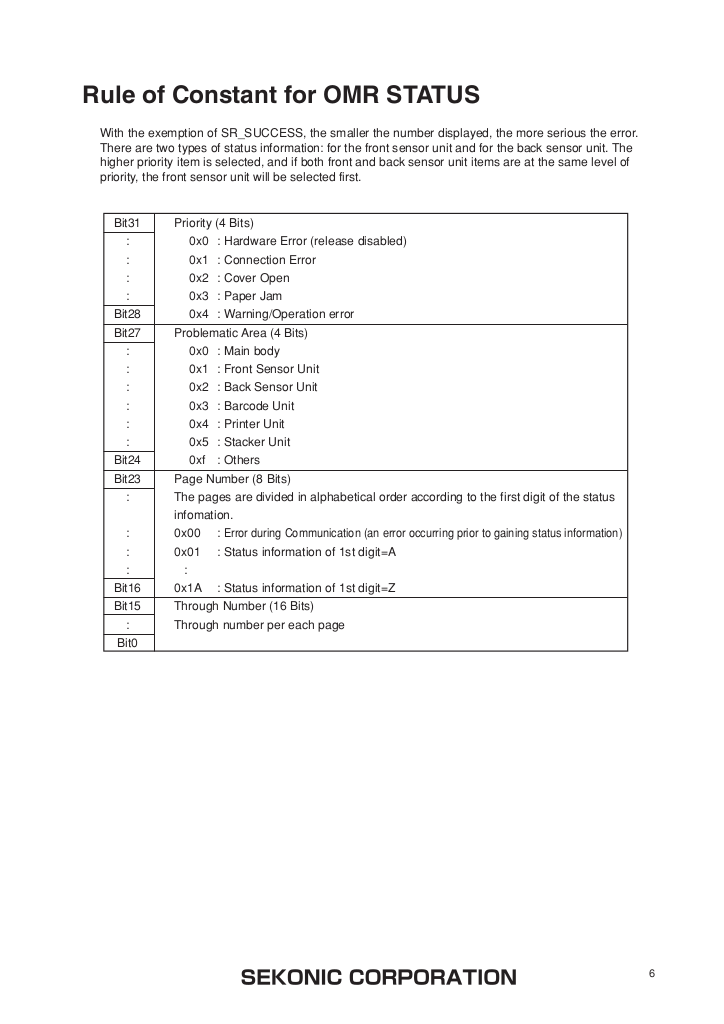 Rule of Constant for OMR STATUS
With the exemption of SR_SUCCESS, the smaller the number displayed, the more serious the error.
There are two types of status information: for the front sensor unit and for the back sensor unit. The
higher priority item is selected, and if both front and back sensor unit items are at the same level of
priority, the front sensor unit will be selected first.
Bit31 Priority (4 Bits)
: 0x0 : Hardware Error (release disabled)
: 0x1 : Connection Error
: 0x2 : Cover Open
: 0x3 : Paper Jam
Bit28 0x4 : Warning/Operation error
Bit27 Problematic Area (4 Bits)
: 0x0 : Main body
: 0x1 : Front Sensor Unit
: 0x2 : Back Sensor Unit
: 0x3 : Barcode Unit
: 0x4 : Printer Unit
: 0x5 : Stacker Unit
Bit24 0xf : Others
Bit23 Page Number (8 Bits)
: The pages are divided in alphabetical order according to the first digit of the status
infomation.
: 0x00 : Error during Communication (an error occurring prior to gaining status information)
: 0x01 : Status information of 1st digit=A
: :
Bit16 0x1A : Status information of 1st digit=Z
Bit15 Through Number (16 Bits)
: Through number per each page
Bit0
SEKONIC CORPORATION
6